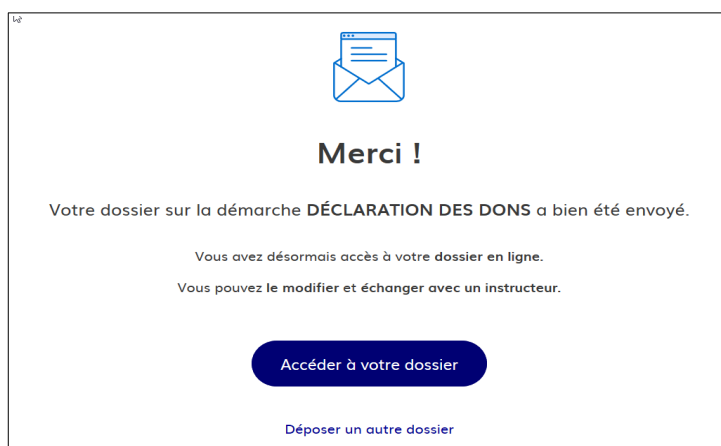 Merci !
Votre dossier sur la démarche DÉCLARATION DES DONS a bien été envoyé.
Vous avez désormais accès à votre dossier en ligne.
Vous pouvez le modifier et échanger avec un instructeur.
Accéder à votre dossier
Déposer un autre dossier